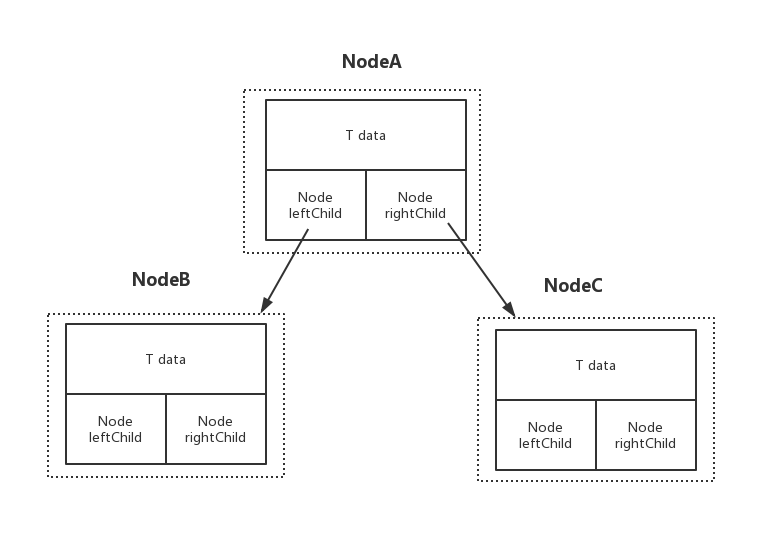 NodeA
T data
Node
leftChild
Node
rightChild
NodeB
NodeC
T data
Node
leftChild
Node
rightChild
T data
Node
leftChild
Node
rightChild